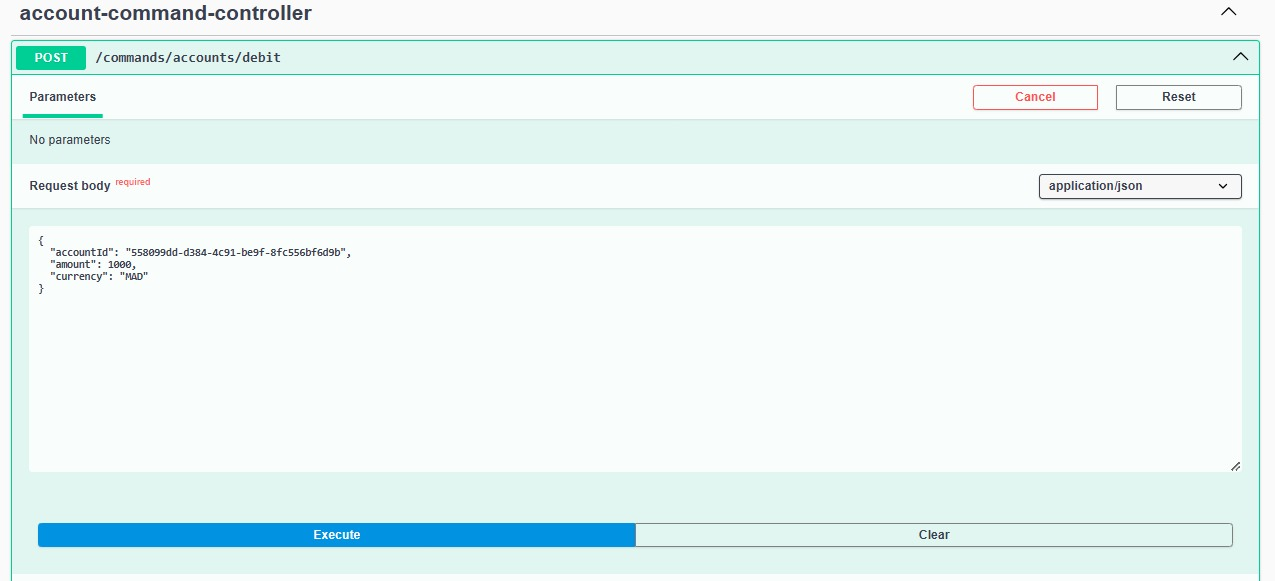 account-command-controller
POST /commands/accounts/debit
Parameters
Cancel
Reset
No parameters
Request body required
application/json
{
  "accountId": "558099dd-d384-4c91-be9f-8fc556bf6d9b",
  "amount": 1000,
  "currency": "MAD"
}
Execute
Clear